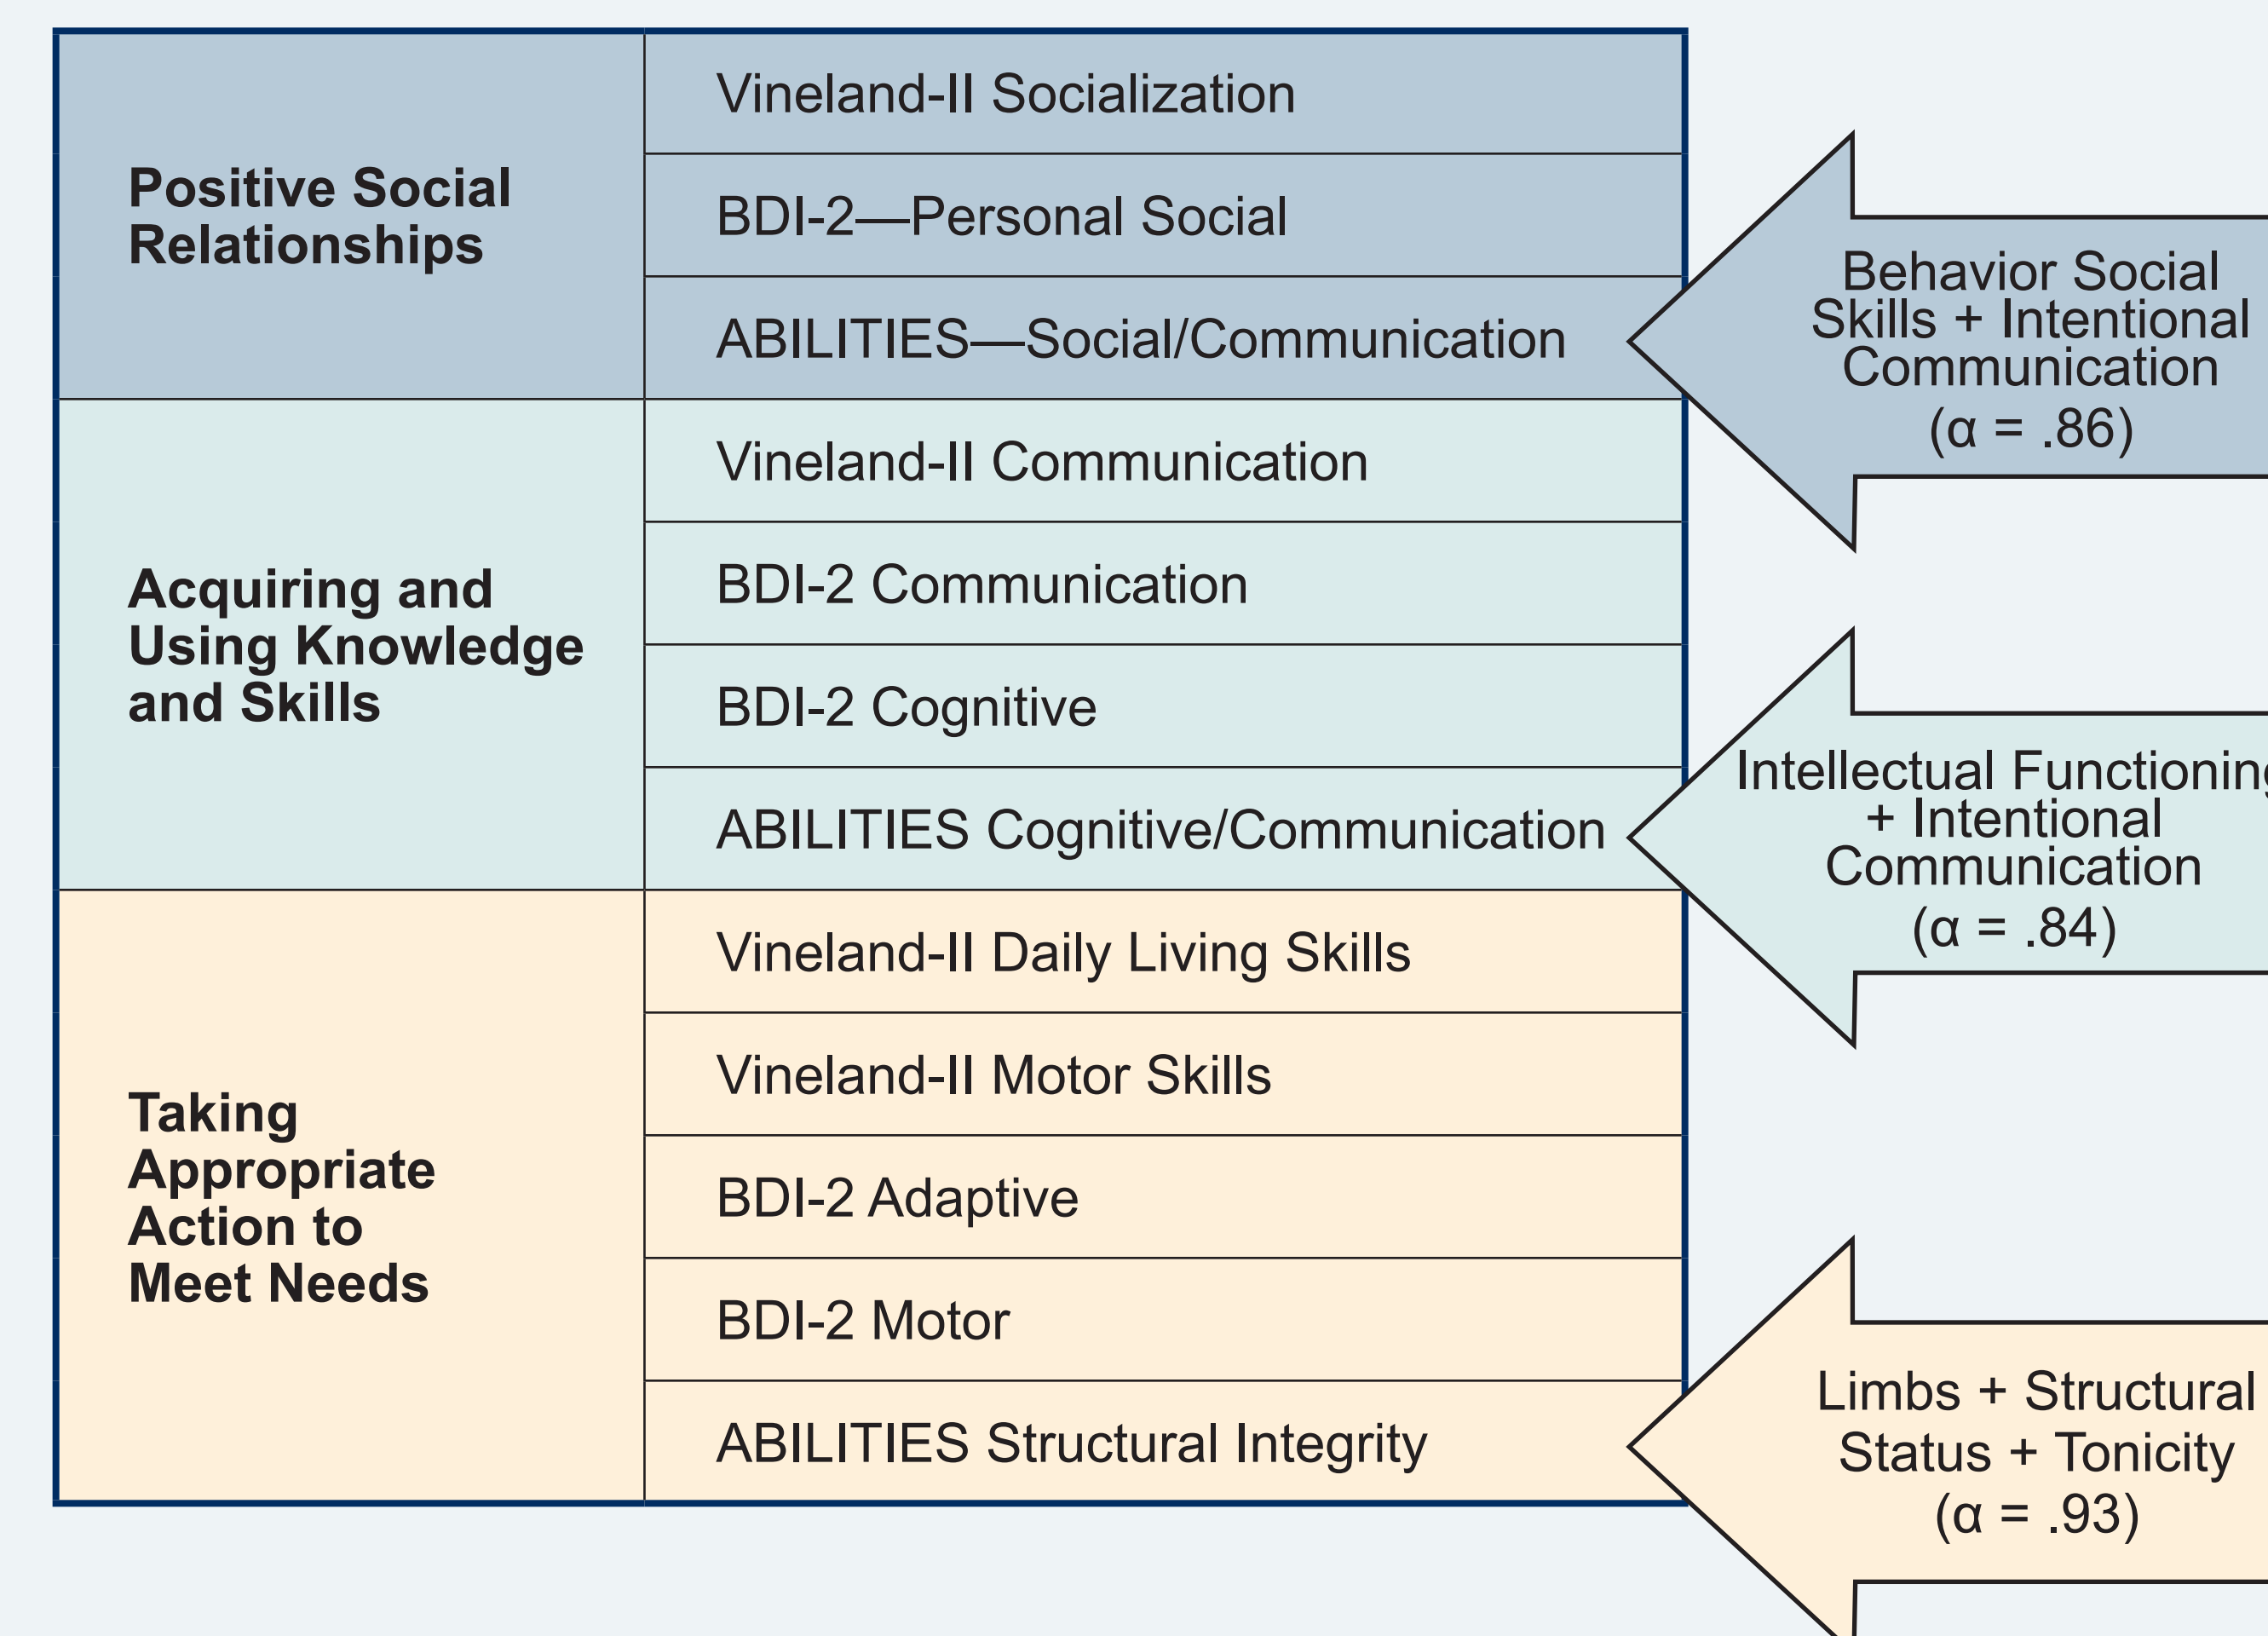 Positive Social
Relationships
Vineland-II Socialization
BDI-2—Personal Social
ABILITIES—Social/Communication
Behavior Social
Skills + Intentional
Communication
(α = .86)
Acquiring and
Using Knowledge
and Skills
Vineland-II Communication
BDI-2 Communication
BDI-2 Cognitive
ABILITIES Cognitive/Communication
Intellectual Functioning
+ Intentional
Communication
(α = .84)
Taking
Appropriate
Action to
Meet Needs
Vineland-II Daily Living Skills
Vineland-II Motor Skills
BDI-2 Adaptive
BDI-2 Motor
ABILITIES Structural Integrity
Limbs + Structural
Status + Tonicity
(α = .93)